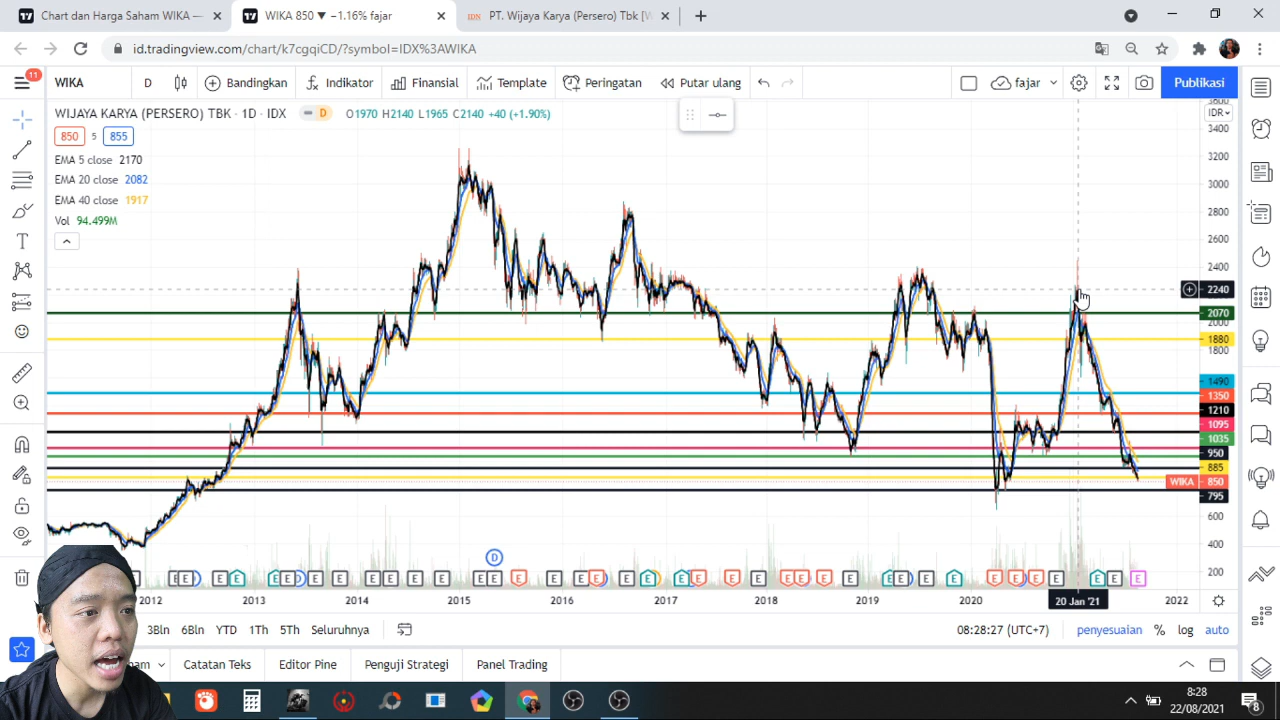 Chart dan Harga Saham WIKA —
WIKA 850 ▼ −1.16% fajar
IDN PT. Wijaya Karya (Persero) Tbk [W
id.tradingview.com/chart/k7cgqiCD/?symbol=IDX%3AWIKA
11
WIKA
D
Bandingkan
Indikator
Finansial
Template
Peringatan
Putar ulang
fajar
Publikasi
WIJAYA KARYA (PERSERO) TBK · 1D · IDX
D
O1970 H2140 L1965 C2140 +40 (+1.90%)
IDR
850 5 855
EMA 5 close 2170
EMA 20 close 2082
EMA 40 close 1917
Vol 94.499M
3600
3400
3200
3000
2800
2600
2400
2240
2070
2000
1880
1800
1490
1350
1210
1095
1035
950
885
WIKA 850
795
600
400
200
D
2012 2013 2014 2015 2016 2017 2018 2019 2020 20 Jan '21 2022
3Bln 6Bln YTD 1Th 5Th Seluruhnya
08:28:27 (UTC+7) penyesuaian % log auto
Catatan Teks Editor Pine Penguji Strategi Panel Trading
8:28
22/08/2021
8